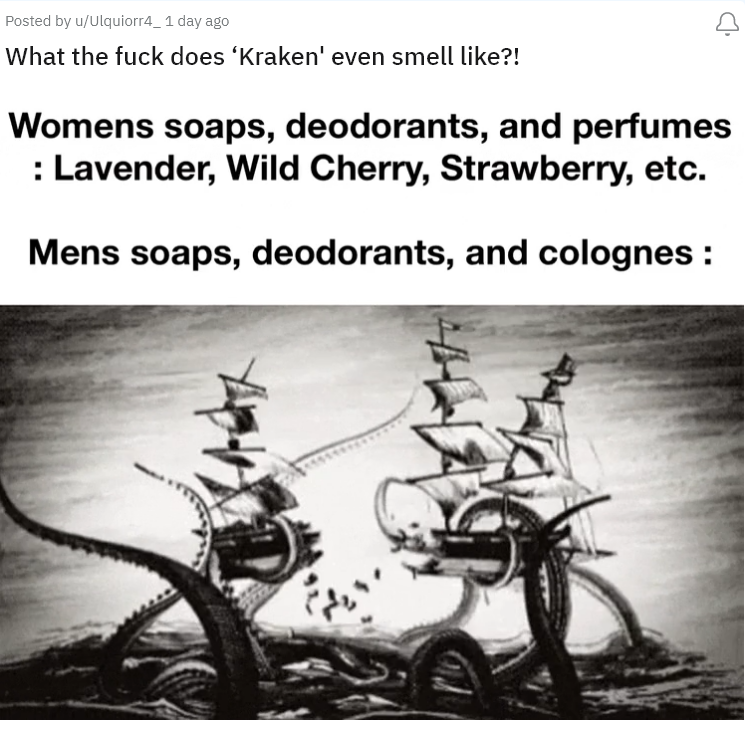 Posted by u/Ulquiorr4_ 1 day ago
What the fuck does ‘Kraken' even smell like?!
Womens soaps, deodorants, and perfumes
: Lavender, Wild Cherry, Strawberry, etc.
Mens soaps, deodorants, and colognes :